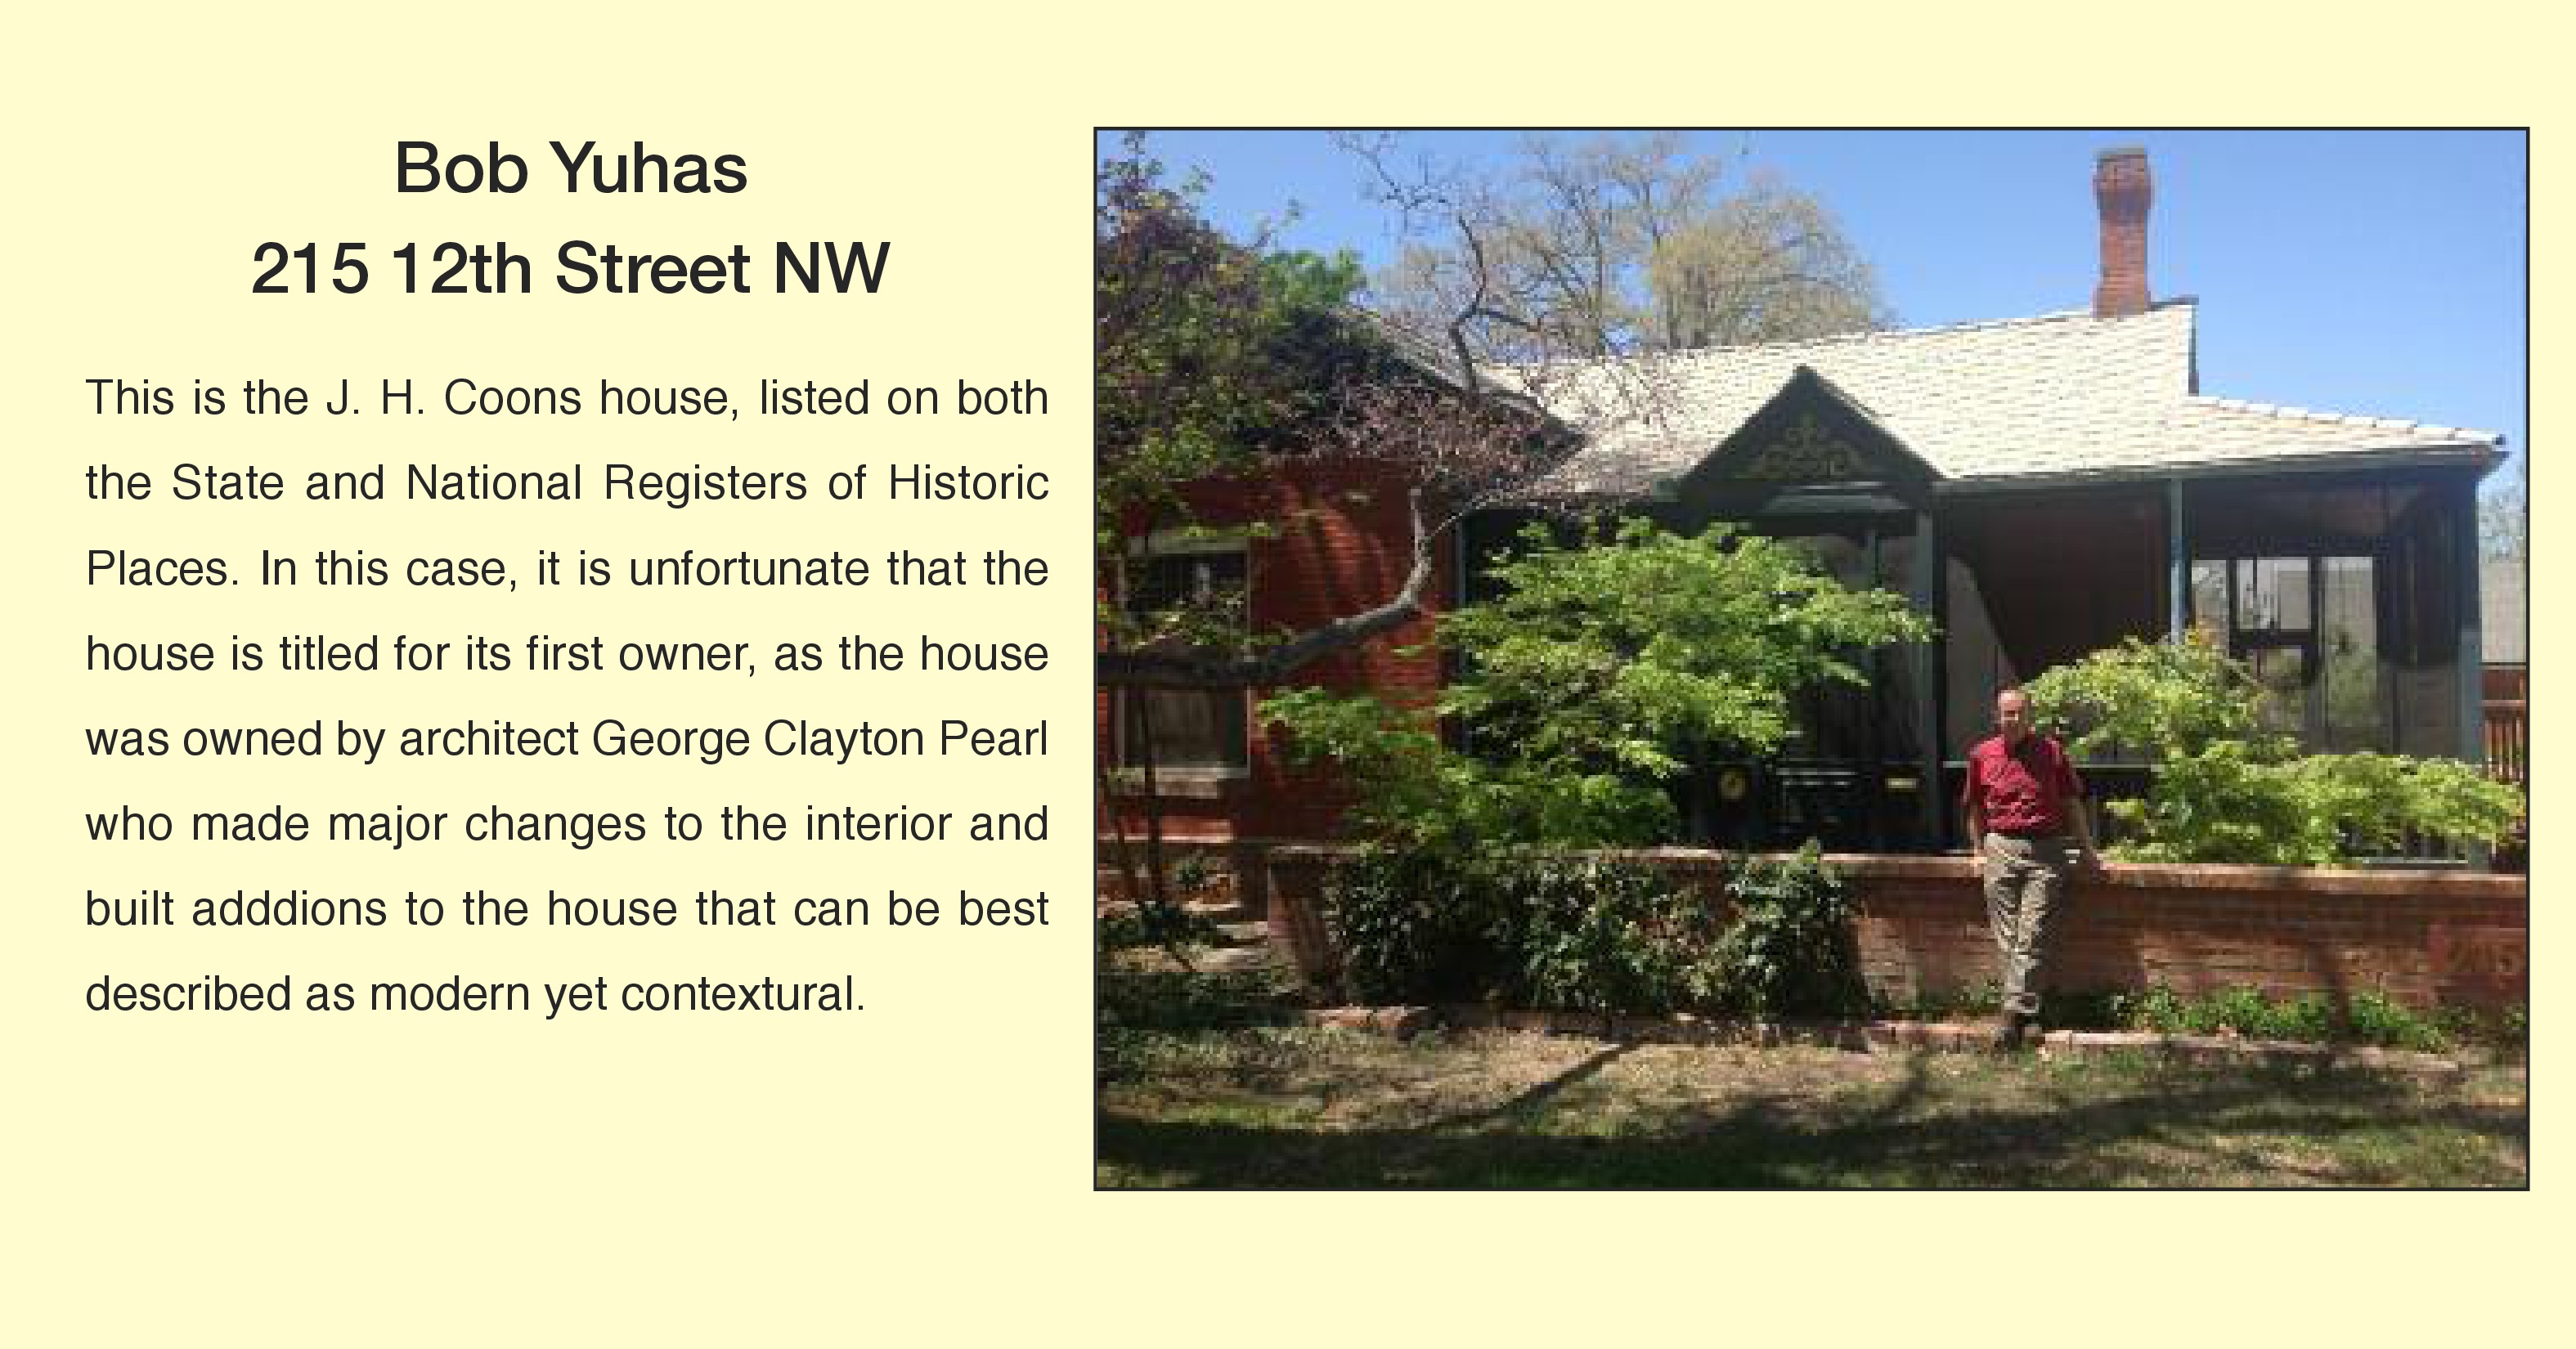 Bob Yuhas
215 12th Street NW
This is the J. H. Coons house, listed on both
the State and National Registers of Historic
Places. In this case, it is unfortunate that the
house is titled for its first owner, as the house
was owned by architect George Clayton Pearl
who made major changes to the interior and
built adddions to the house that can be best
described as modern yet contextural.